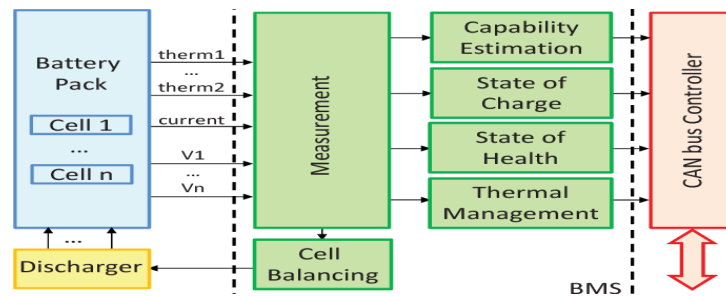 Battery
Pack
Cell 1
...
Cell n
...
Discharger
therm1
...
therm2
current
V1
...
Vn
Measurement
Cell
Balancing
Capability
Estimation
State of
Charge
State of
Health
Thermal
Management
BMS
CAN bus Controller